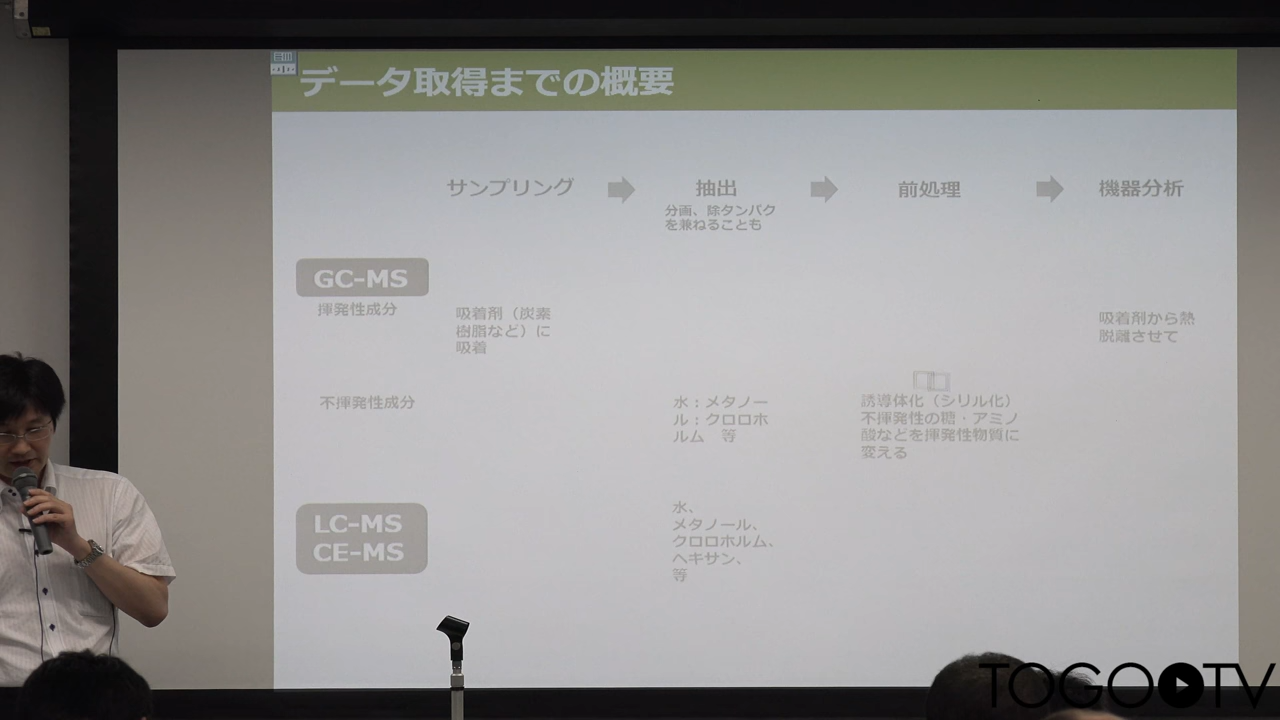 データ取得までの概要
サンプリング
抽出
前処理
機器分析
分画、除タンパク
を兼ねることも
GC-MS
揮発性成分
吸着剤（炭素
樹脂など）に
吸着
吸着剤から熱
脱離させて
不揮発性成分
水：メタノー
ル：クロロホ
ルム　等
誘導体化（シリル化）
不揮発性の糖・アミノ
酸などを揮発性物質に
変える
LC-MS
CE-MS
水、
メタノール、
クロロホルム、
ヘキサン、
等
TOGOTV